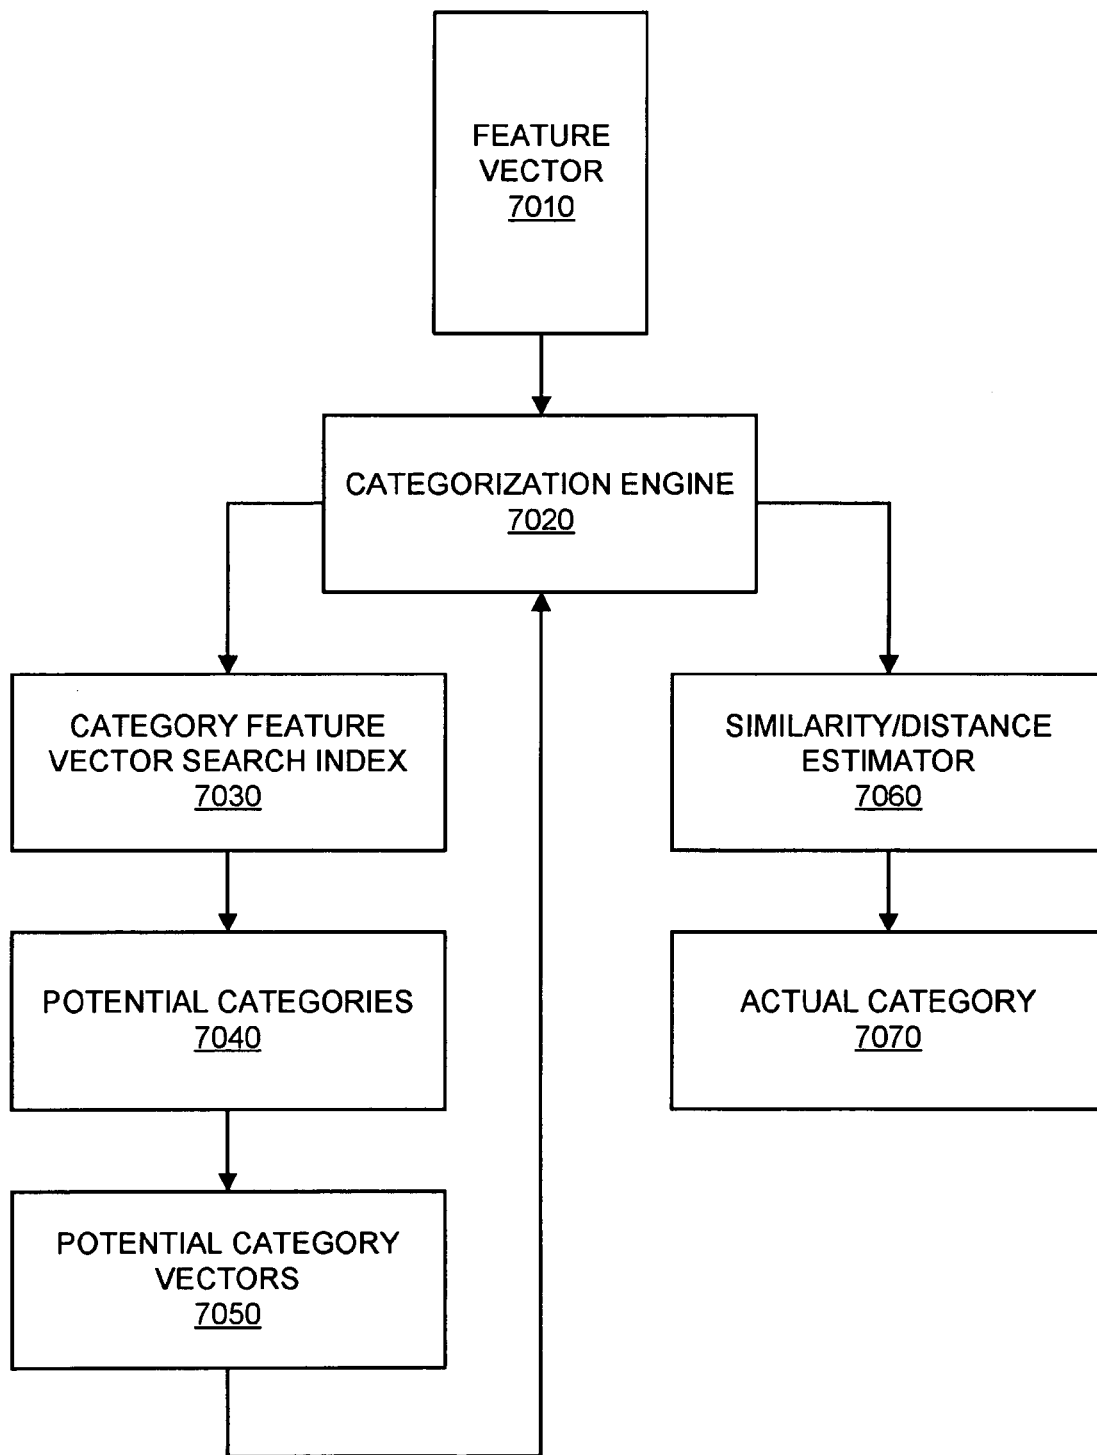 FEATURE
VECTOR
7010
CATEGORIZATION ENGINE
7020
CATEGORY FEATURE
VECTOR SEARCH INDEX
7030
SIMILARITY/DISTANCE
ESTIMATOR
7060
POTENTIAL CATEGORIES
7040
ACTUAL CATEGORY
7070
POTENTIAL CATEGORY
VECTORS
7050